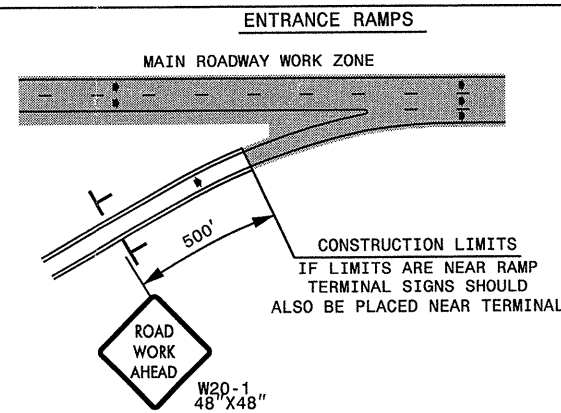 ENTRANCE RAMPS
MAIN ROADWAY WORK ZONE
500'
CONSTRUCTION LIMITS
IF LIMITS ARE NEAR RAMP
TERMINAL SIGNS SHOULD
ALSO BE PLACED NEAR TERMINAL
ROAD
WORK
AHEAD
W20-1
48"X48"